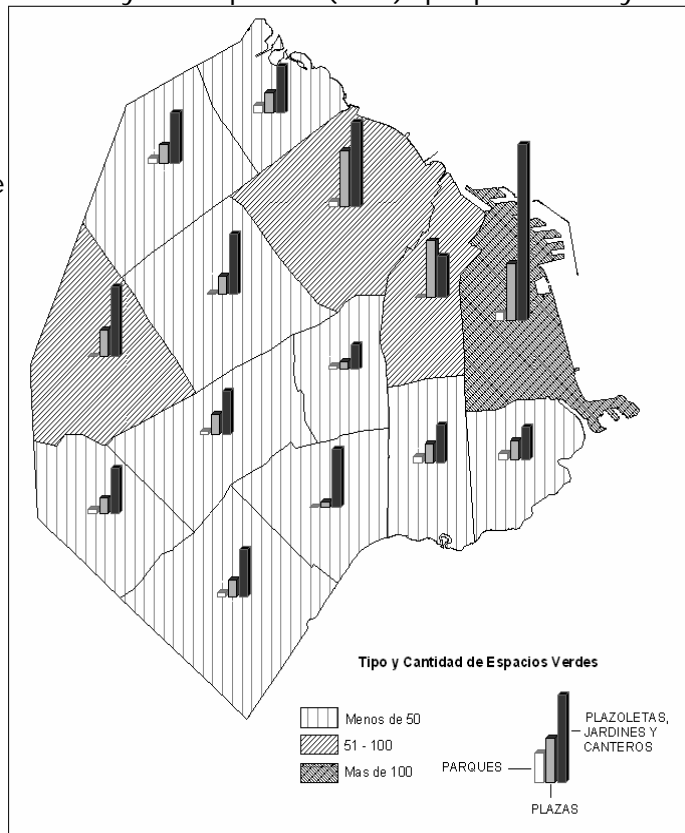 e
Tipo y Cantidad de Espacios Verdes
Menos de 50
51 - 100
Mas de 100
PARQUES
PLAZAS
PLAZOLETAS,
JARDINES Y
CANTEROS